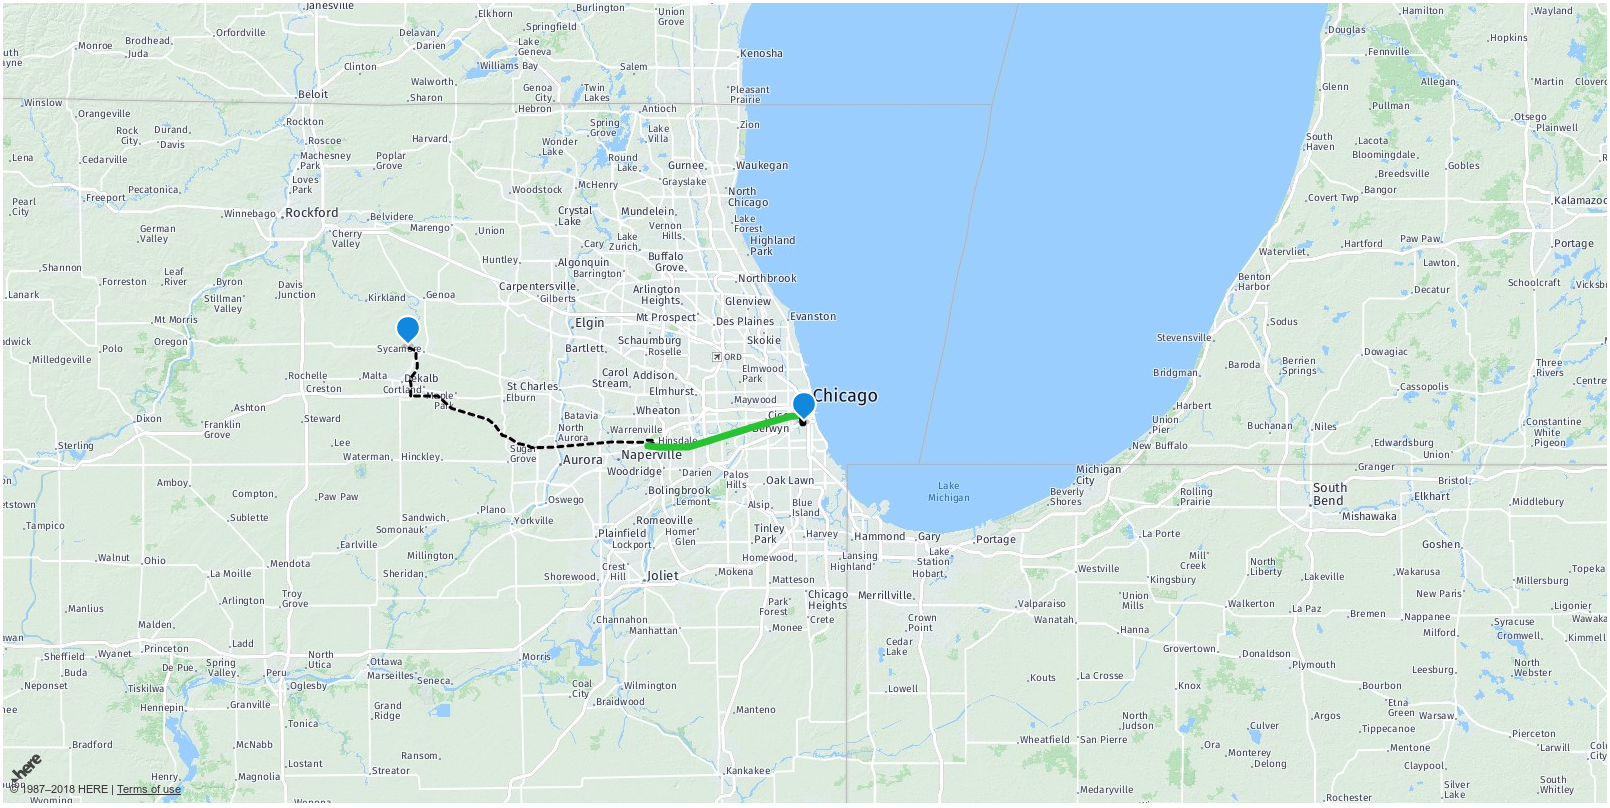 Janesville
Elkhorn
Burlington
Union
Grove
Orfordville
Delavan
Springfield
Monroe
Brodhead
Juda
Darien
Lake
Geneva
Kenosha
Clinton
Williams Bay
Salem
Walworth
Sharon
Genoa
City
Twin
Lakes
Pleasant
Prairie
Winslow
Beloit
Hebron
Antioch
Orangeville
Rockton
Spring
Grove
Lake
Villa
Zion
Rock
City
Durand
Davis
Roscoe
Harvard
Wonder
Lake
Lena
Cedarville
Machesney
Park
Poplar
Grove
Round
Lake
Gurnee
Waukegan
Grayslake
Loves
Park
Pecatonica
Freeport
Woodstock
McHenry
North
Chicago
Pearl
City
Winnebago
Rockford
Belvidere
Marengo
Union
Crystal
Lake
Mundelein
Vernon
Hills
Lake
Forest
German
Valley
Cherry
Valley
Cary
Lake
Zurich
Highland
Park
Shannon
Forreston
Leaf
River
Byron
Davis
Junction
Huntley
Algonquin
Barrington
Buffalo
Grove
Northbrook
Lanark
Stillman
Valley
Kirkland
Genoa
Carpentersville
Gilberts
Arlington
Heights
Glenview
Evanston
Mt Morris
Oregon
Elgin
Mt Prospect
Des Plaines
Milledgeville
Polo
Sycamore
Bartlett
Schaumburg
Roselle
Skokie
ORD
Rochelle
Creston
Malta
Dekalb
Cortland
Maple
Park
St Charles
Elburn
Carol
Stream
Addison
Elmwood
Park
Elmhurst
Maywood
Chicago
Dixon
Ashton
Franklin
Grove
Steward
Batavia
North
Aurora
Wheaton
Berwyn
Sterling
Lee
Waterman
Hinckley
Sugar
Grove
Aurora
Warrenville
Naperville
Hinsdale
Woodridge
Darien
Palos
Hills
Oak Lawn
Amboy
Compton
Paw Paw
Sublette
Oswego
Bolingbrook
Lemont
Alsip
Blue
Island
Tampico
Sandwich
Somonauk
Plano
Yorkville
Plainfield
Lockport
Romeoville
Homer
Glen
Tinley
Park
Harvey
Walnut
Ohio
Mendota
Earlville
Millington
Sheridan
Shorewood
Crest
Hill
Joliet
Mokena
Homewood
Matteson
La Moille
Arlington
Troy
Grove
Manlius
Malden
Channahon
Manhattan
Park
Forest
Monee
Chicago
Heights
Crete
Sheffield
Buda
Wyanet
Princeton
Ladd
North
Utica
Ottawa
Marseilles
Seneca
Morris
Neponset
De Pue
Spring
Valley
Peru
Oglesby
Tiskilwa
Hennepin
Granville
Tonica
Grand
Ridge
Coal
City
Wilmington
Braidwood
Manteno
Bradford
McNabb
Lostant
Ransom
Streator
Henry
Magnolia
Kankakee
Wyoming
Wenona
Lake
Michigan
Hammond
Gary
Portage
Lansing
Highland
Lake
Station
Hobart
Merrillville
Crown
Point
Cedar
Lake
Lowell
Valparaiso
Wanatah
Westville
La Porte
Kingsbury
Mill
Creek
Union
Mills
Hanna
Kouts
La Crosse
Wheatfield
San Pierre
North
Judson
Knox
Medaryville
Michigan
City
Beverly
Shores
Rolling
Prairie
South
Bend
Mishawaka
Elkhart
Bristol
Middlebury
Goshen
North
Liberty
Lakeville
Wakarusa
Millersburg
Topeka
New Paris
Ligonier
Wawaka
Walkerton
La Paz
Bremen
Nappanee
Syracuse
Cromwell
Kimmell
Milford
Grovertown
Donaldson
Plymouth
Leesburg
North
Webster
Bourbon
Etna
Green
Warsaw
Culver
Argos
Tippecanoe
Pierceton
Larwill
Ora
Monterey
Delong
Mentone
Claypool
Rochester
Silver
Lake
South
Whitley
Douglas
Hamilton
Wayland
Fennville
Hopkins
Allegan
Martin
Glenn
Pullman
Otsego
Plainwell
South
Haven
Lacota
Bloomingdale
Gobles
Breedsville
Bangor
Covert Twp
Kalamazoo
Hartford
Paw Paw
Portage
Watervliet
Lawton
Benton
Harbor
Decatur
Schoolcraft
Stevensville
Sodus
Dowagiac
Bridgman
Baroda
Berrien
Springs
Three
Rivers
Cassopolis
Harbert
Union
Pier
Buchanan
Niles
New Buffalo
Edwardsburg
Union
Granger
Constantine
White
Pigeon
here
© 1987–2018 HERE | Terms of use